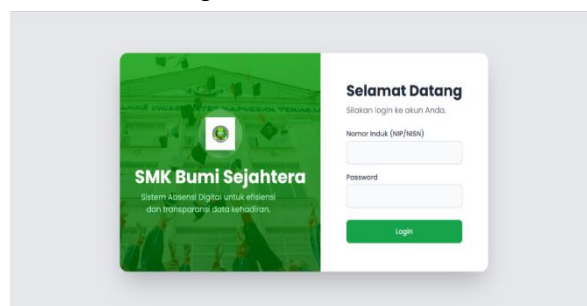 SMK Bumi Sejahtera
Sistem Absensi Digital untuk efisiensi
dan transparansi data kehadiran.
Selamat Datang
Silakan login ke akun Anda.
Nomor Induk (NIP/NISN)
Password
Login